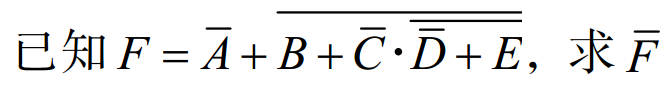 已知 $F = \overline{A} + \overline{B + \overline{C} \cdot \overline{\overline{D} + E}}$，求 $\overline{F}$